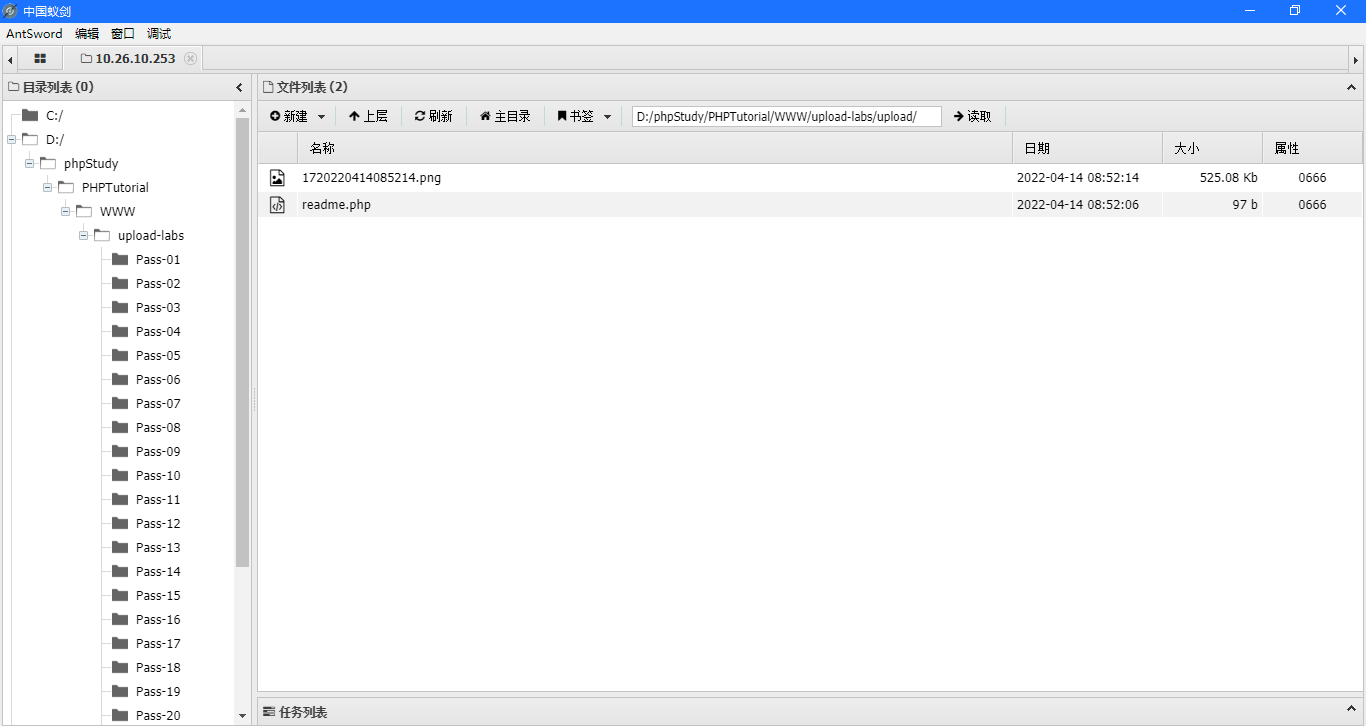 中国蚁剑
AntSword 编辑 窗口 调试
10.26.10.253
目录列表 (0)
C:/
D:/
phpStudy
PHPTutorial
WWW
upload-labs
Pass-01
Pass-02
Pass-03
Pass-04
Pass-05
Pass-06
Pass-07
Pass-08
Pass-09
Pass-10
Pass-11
Pass-12
Pass-13
Pass-14
Pass-15
Pass-16
Pass-17
Pass-18
Pass-19
Pass-20
文件列表 (2)
新建 上层 刷新 主目录 书签 D:/phpStudy/PHPTutorial/WWW/upload-labs/upload/ 读取
名称 日期 大小 属性
1720220414085214.png 2022-04-14 08:52:14 525.08 Kb 0666
readme.php 2022-04-14 08:52:06 97 b 0666
任务列表